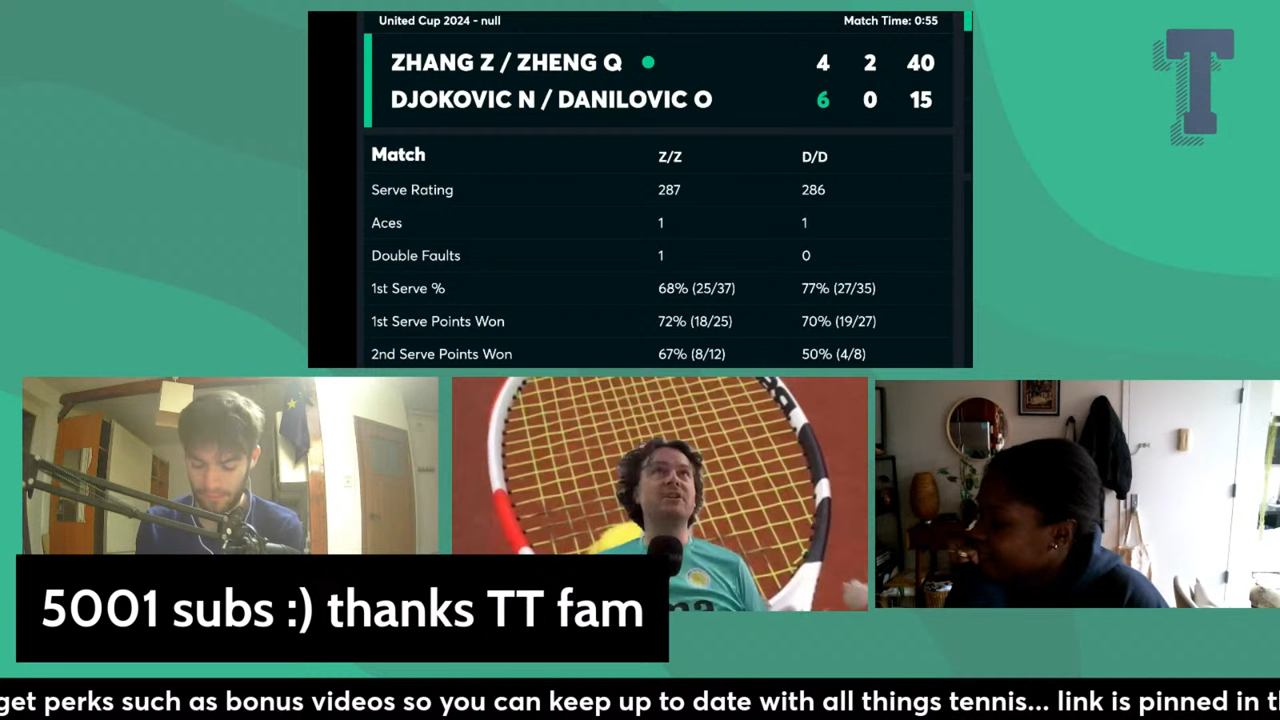 United Cup 2024 - null
Match Time: 0:55
ZHANG Z / ZHENG Q 4 2 40
DJOKOVIC N / DANILOVIC O 6 0 15
Match Z/Z D/D
Serve Rating 287 286
Aces 1 1
Double Faults 1 0
1st Serve % 68% (25/37) 77% (27/35)
1st Serve Points Won 72% (18/25) 70% (19/27)
2nd Serve Points Won 67% (8/12) 50% (4/8)
T
5001 subs :) thanks TT fam
get perks such as bonus videos so you can keep up to date with all things tennis... link is pinned in